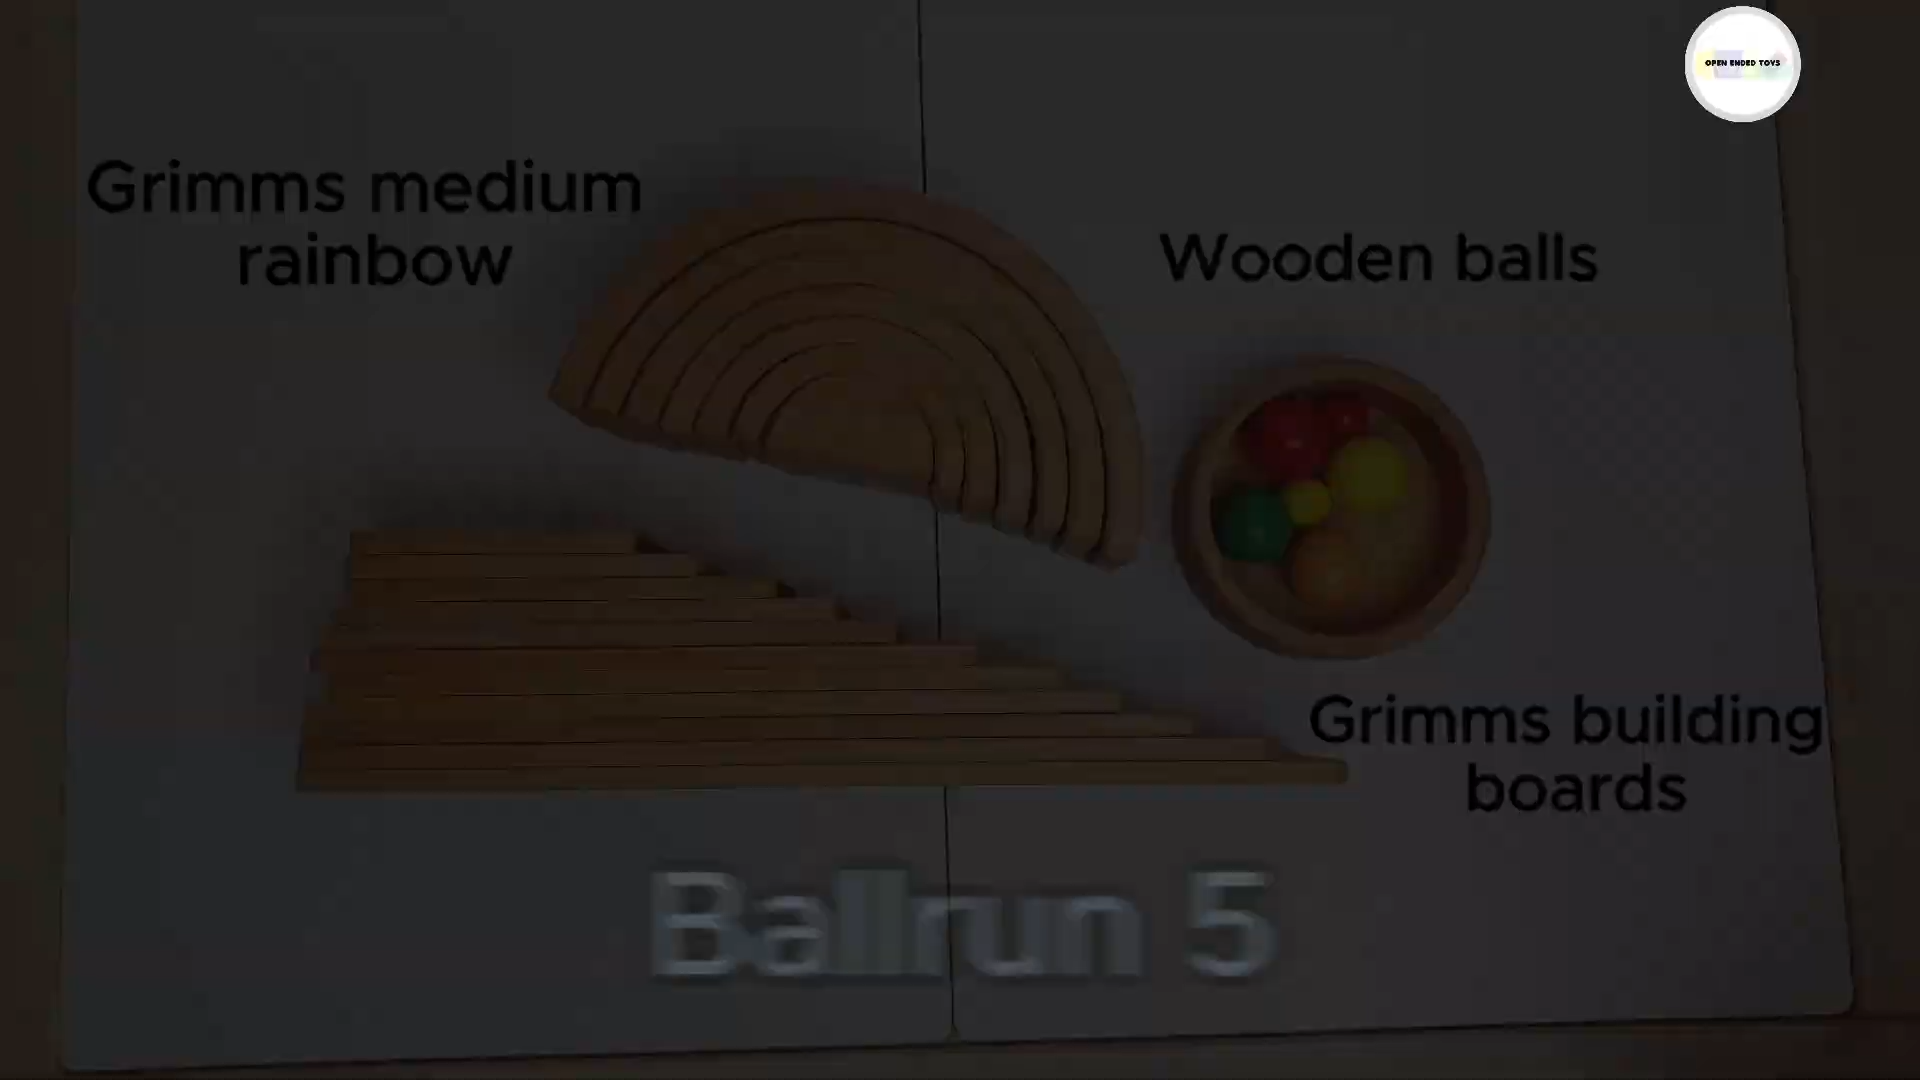 OPEN ENDED TOYS
Grimms medium
rainbow
Wooden balls
Grimms building
boards
Ballrun 5